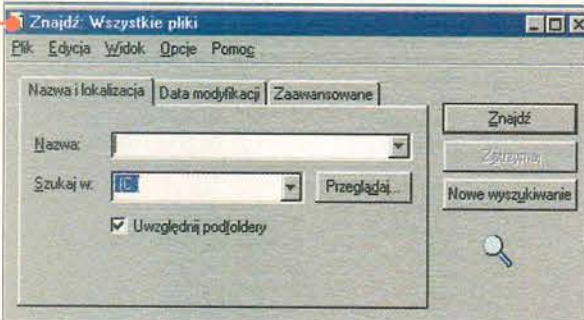 Znajdź: Wszystkie pliki
Plik Edycja Widok Opcje Pomoc
Nazwa i lokalizacja Data modyfikacji Zaawansowane
Nazwa:
Szukaj w:
Przeglądaj...
Uwzględnij podfoldery
Znajdź
Zatrzymaj
Nowe wyszukiwanie